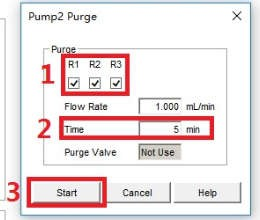 Pump2 Purge
Purge
1 R1 R2 R3
Flow Rate 1.000 mL/min
2 Time 5 min
Purge Valve Not Use
3 Start Cancel Help